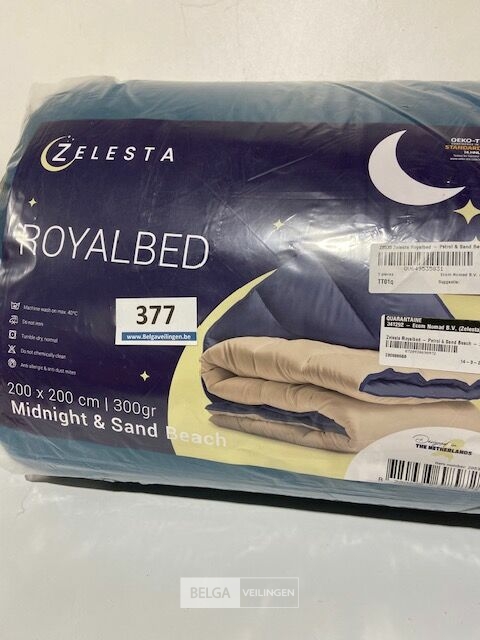 ZELESTA
ROYALBED
OEKO-T
STANDARD
Machine wash on max. 40°C
Do not iron
Tumble dry, normal
Do not chemically clean
Anti allergic & anti dust mites
377
www.Belgaveilingen.be
200 x 200 cm | 300gr
Midnight & Sand Beach
Zelesta Royalbed – Petrol & Sand Be
Ecom Nomad B.V.
TT01q
Suggestie:
QUARANTAINE
341292 – Ecom Nomad B.V. (Zelesta)
Zelesta Royalbed – Petrol & Sand Beach –
Designed in
THE NETHERLANDS
BELGA VEILINGEN